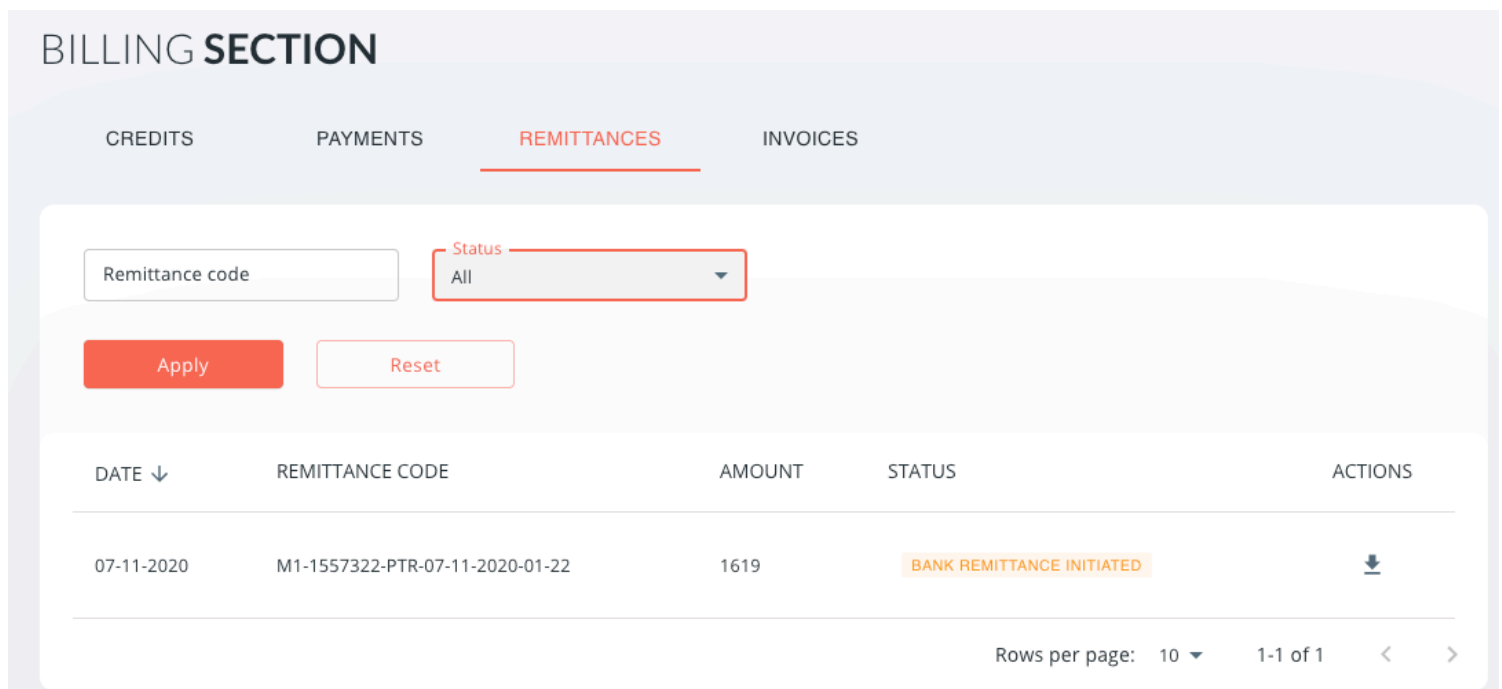 BILLING SECTION
CREDITS PAYMENTS REMITTANCES INVOICES
Status
Remittance code All
Apply Reset
DATE REMITTANCE CODE AMOUNT STATUS ACTIONS
07-11-2020 M1-1557322-PTR-07-11-2020-01-22 1619 BANK REMITTANCE INITIATED
Rows per page: 10 1-1 of 1